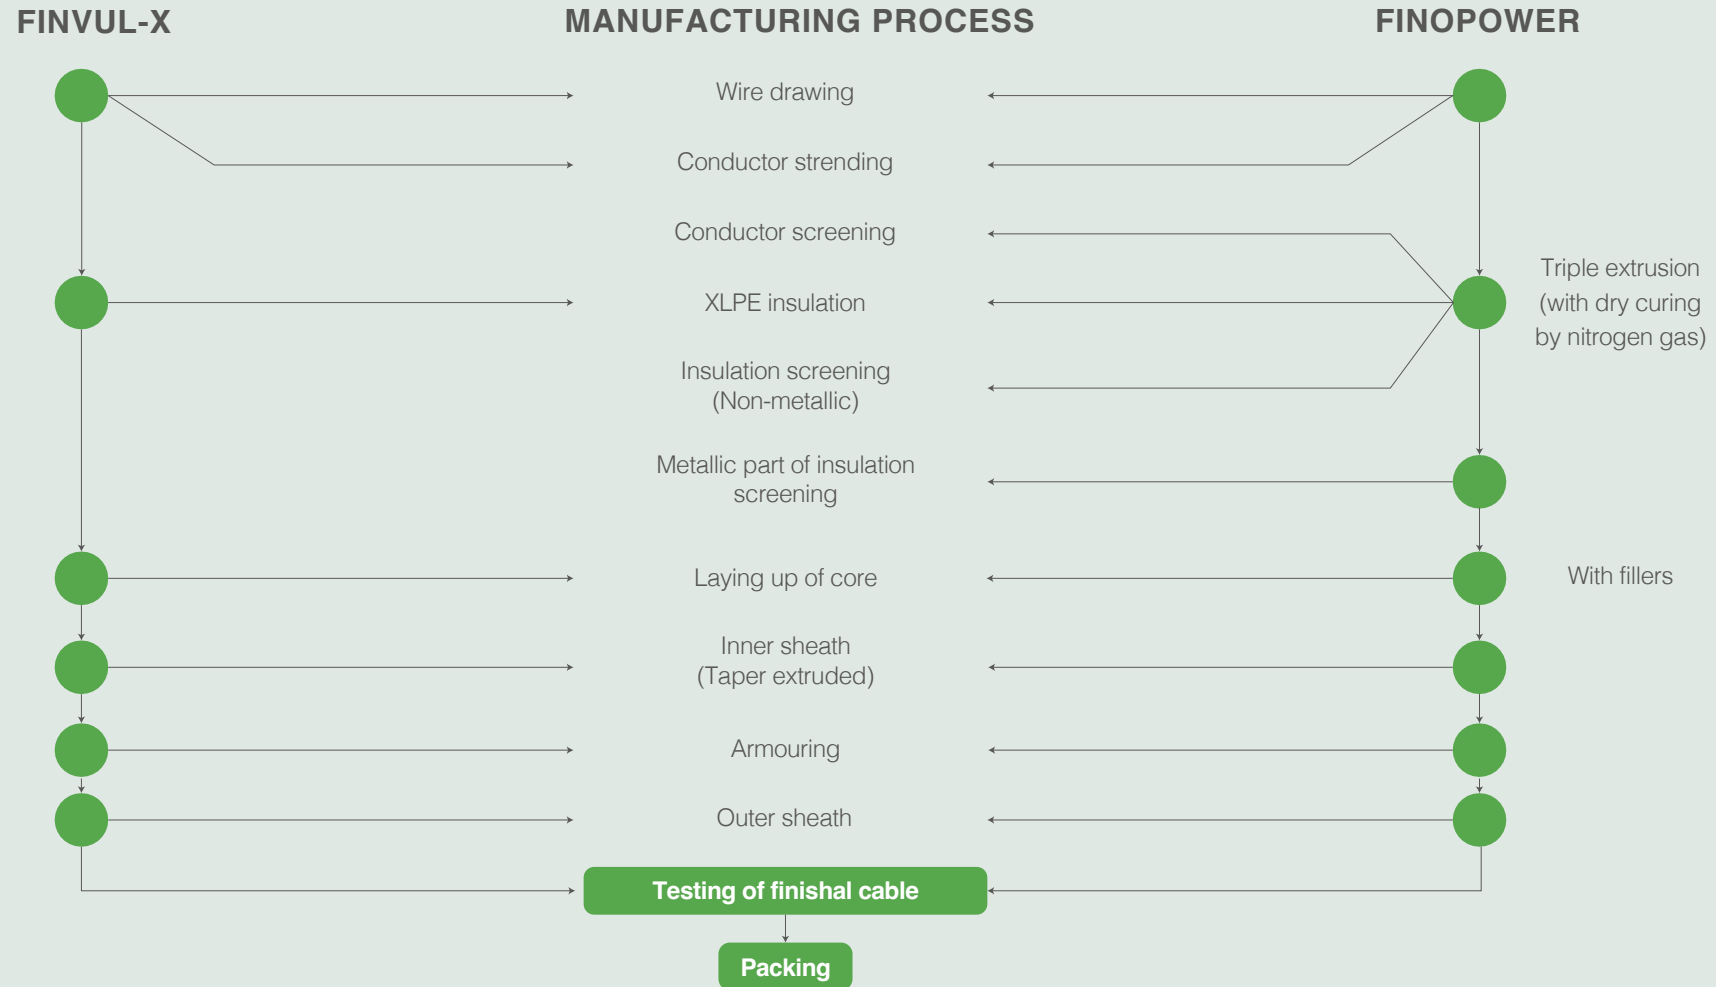 FINVUL-X
MANUFACTURING PROCESS
FINOPOWER
Wire drawing
Conductor strending
Conductor screening
XLPE insulation
Triple extrusion
(with dry curing
by nitrogen gas)
Insulation screening
(Non-metallic)
Metallic part of insulation
screening
Laying up of core
With fillers
Inner sheath
(Taper extruded)
Armouring
Outer sheath
Testing of finishal cable
Packing